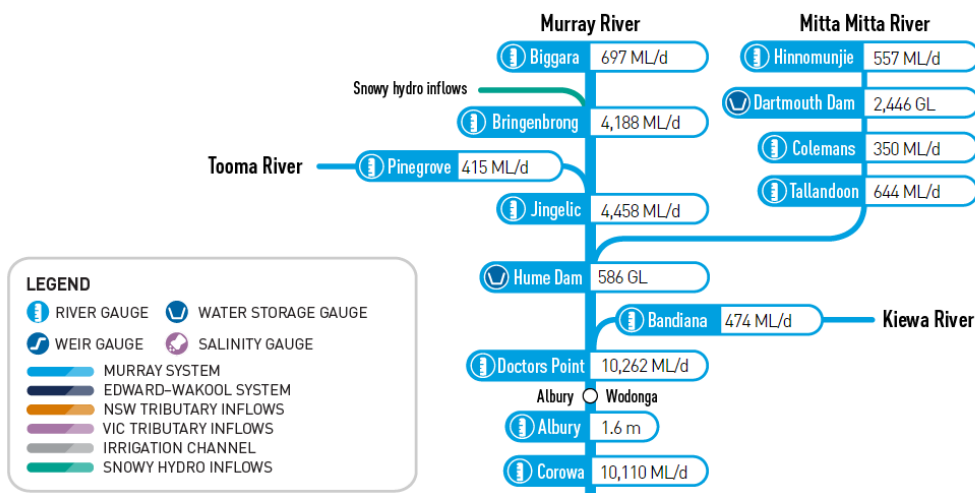 Murray River
Mitta Mitta River
Biggara 697 ML/d
Hinnomunjie 557 ML/d
Snowy hydro inflows
Dartmouth Dam 2,446 GL
Bringenbrong 4,188 ML/d
Colemans 350 ML/d
Tooma River
Pinegrove 415 ML/d
Tallandoon 644 ML/d
Jingelic 4,458 ML/d
Hume Dam 586 GL
Bandiana 474 ML/d
Kiewa River
Doctors Point 10,262 ML/d
Albury Wodonga
Albury 1.6 m
Corowa 10,110 ML/d
LEGEND
RIVER GAUGE
WATER STORAGE GAUGE
WEIR GAUGE
SALINITY GAUGE
MURRAY SYSTEM
EDWARD–WAKOOL SYSTEM
NSW TRIBUTARY INFLOWS
VIC TRIBUTARY INFLOWS
IRRIGATION CHANNEL
SNOWY HYDRO INFLOWS